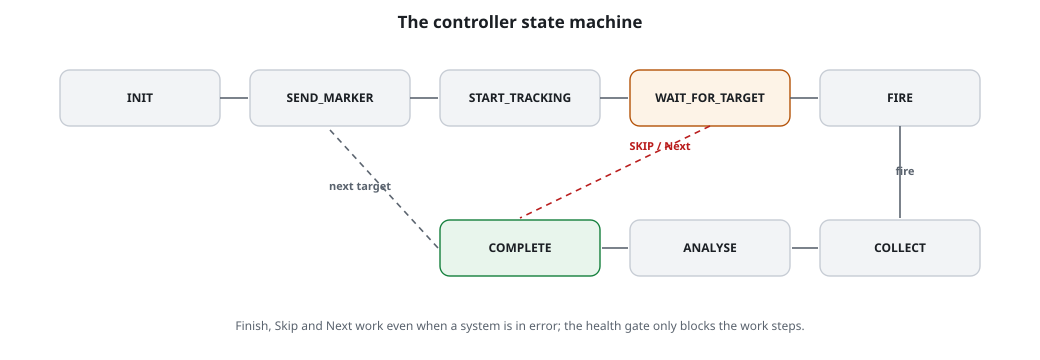 The controller state machine
INIT
SEND_MARKER
START_TRACKING
WAIT_FOR_TARGET
FIRE
SKIP / Next
fire
next target
COMPLETE
ANALYSE
COLLECT
Finish, Skip and Next work even when a system is in error; the health gate only blocks the work steps.